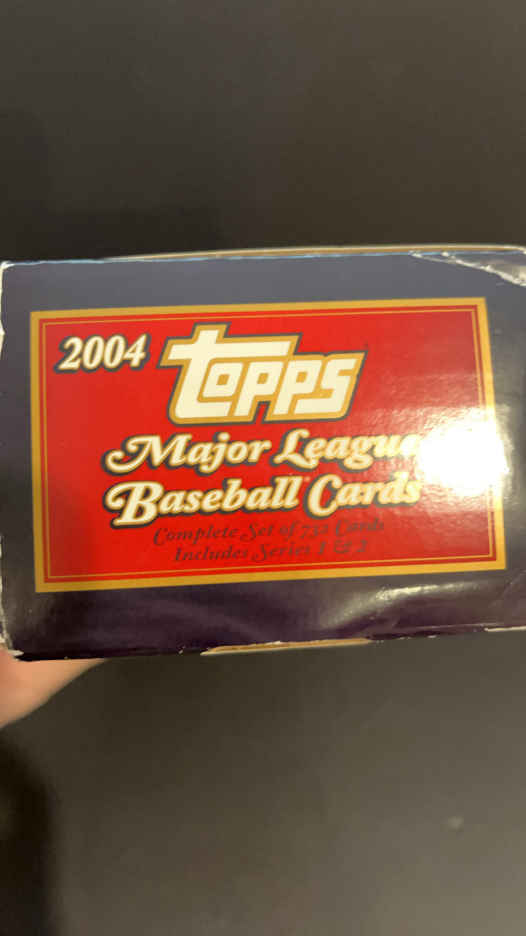 2004 Topps
Major League
Baseball Cards
Complete Set of 732 Cards
Includes Series 1 & 2